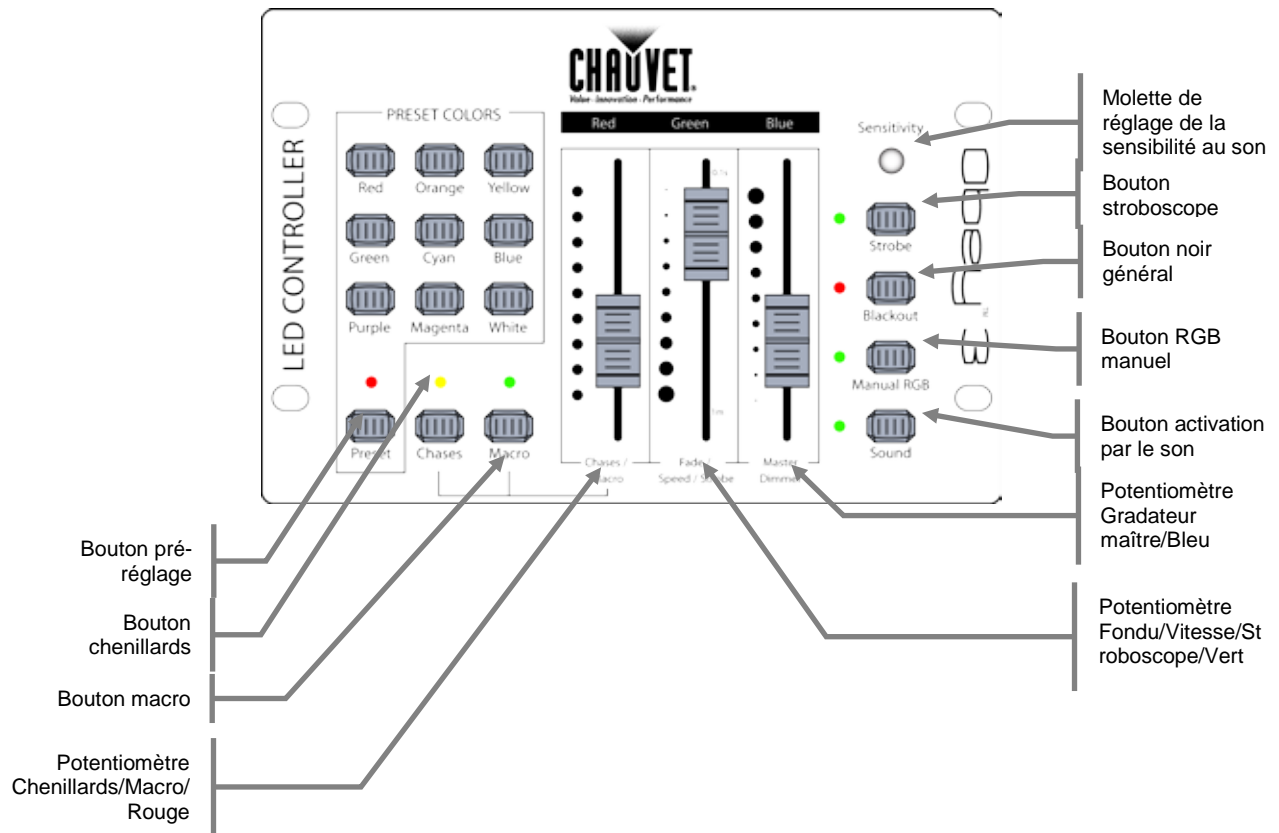 CHAUVET®
Value · Innovation · Performance
LED CONTROLLER
PRESET COLORS
Red Orange Yellow
Green Cyan Blue
Purple Magenta White
Preset Chases Macro
Red Green Blue
0.1s
1m
Chases /
Macro
Fade /
Speed / Strobe
Master
Dimmer
Sensitivity
Strobe
Blackout
Manual RGB
Sound
Molette de
réglage de la
sensibilité au son
Bouton
stroboscope
Bouton noir
général
Bouton RGB
manuel
Bouton activation
par le son
Potentiomètre
Gradateur
maître/Bleu
Potentiomètre
Fondu/Vitesse/St
roboscope/Vert
Bouton pré-
réglage
Bouton
chenillards
Bouton macro
Potentiomètre
Chenillards/Macro/
Rouge